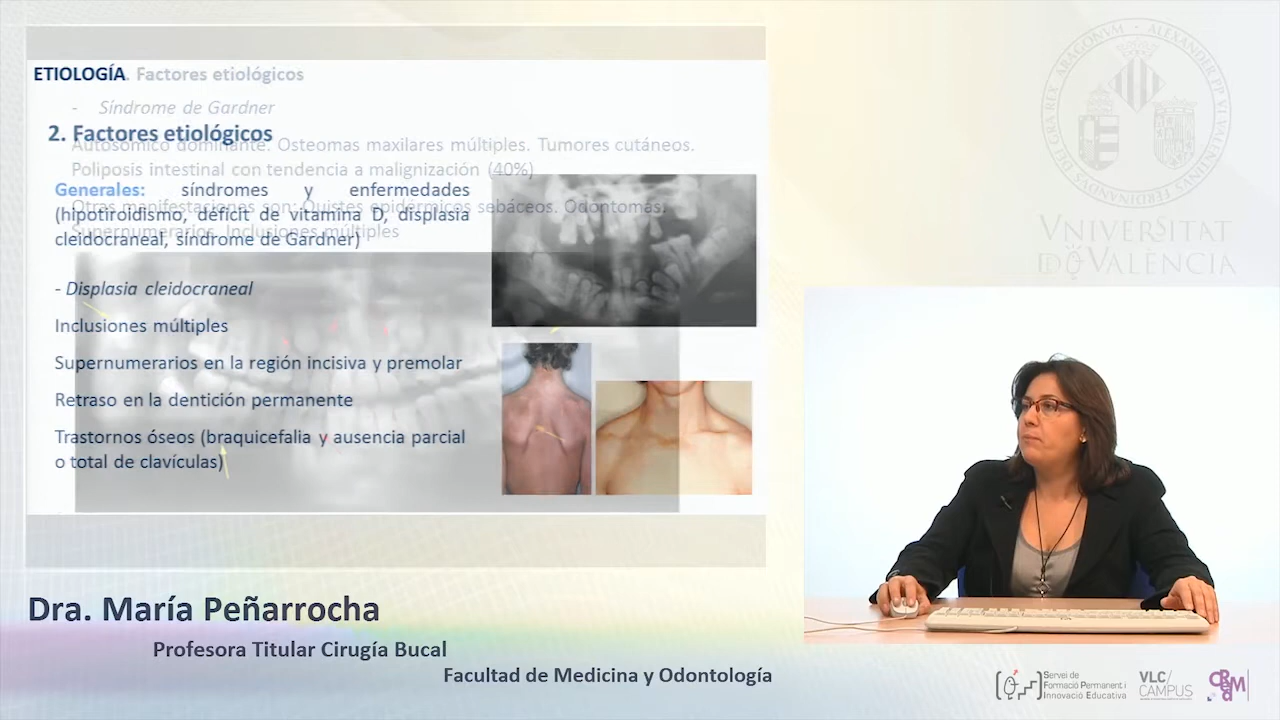 ETIOLOGÍA. Factores etiológicos
- Síndrome de Gardner
Autosómico dominante. Osteomas maxilares múltiples. Tumores cutáneos.
Poliposis intestinal con tendencia a malignización (40%)
Otras manifestaciones son: Quistes epidérmicos sebáceos. Odontomas.
Supernumerarios. Inclusiones múltiples
2. Factores etiológicos
Generales: síndromes y enfermedades
(hipotiroidismo, déficit de vitamina D, displasia
cleidocraneal, síndrome de Gardner)
- Displasia cleidocraneal
Inclusiones múltiples
Supernumerarios en la región incisiva y premolar
Retraso en la dentición permanente
Trastornos óseos (braquicefalia y ausencia parcial
o total de clavículas)
VNIVERSITAT
D VALÈNCIA
Dra. María Peñarrocha
Profesora Titular Cirugía Bucal
Facultad de Medicina y Odontología
Servei de
Formació Permanent i
Innovació Educativa
VLC/
CAMPUS